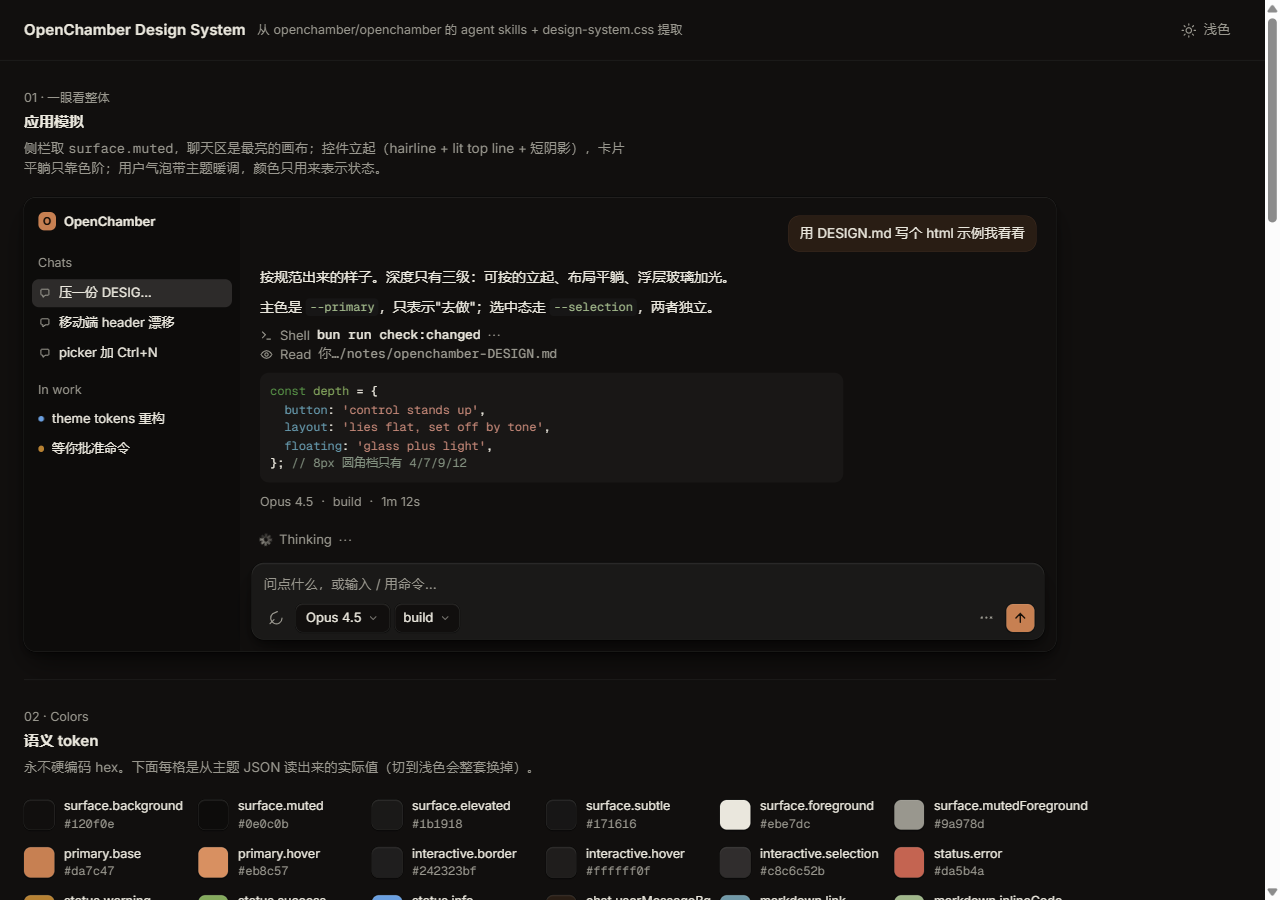 OpenChamber Design System 从 openchamber/openchamber 的 agent skills + design-system.css 提取
浅色
01 · 一眼看整体
应用模拟
侧栏取 surface.muted，聊天区是最亮的画布；控件立起（hairline + lit top line + 短阴影），卡片
平躺只靠色阶；用户气泡带主题暖调，颜色只用来表示状态。
O OpenChamber
Chats
压一份 DESIG...
移动端 header 漂移
picker 加 Ctrl+N
In work
theme tokens 重构
等你批准命令
用 DESIGN.md 写个 html 示例我看看
按规范出来的样子。深度只有三级：可按的立起、布局平躺、浮层玻璃加光。
主色是 --primary，只表示"去做"；选中态走 --selection，两者独立。
Shell bun run check:changed ···
Read 你…/notes/openchamber-DESIGN.md
const depth = {
button: 'control stands up',
layout: 'lies flat, set off by tone',
floating: 'glass plus light',
}; // 8px 圆角档只有 4/7/9/12
Opus 4.5 · build · 1m 12s
Thinking ···
问点什么，或输入 / 用命令...
Opus 4.5 build
02 · Colors
语义 token
永不硬编码 hex。下面每格是从主题 JSON 读出来的实际值（切到浅色会整套换掉）。
surface.background surface.muted surface.elevated surface.subtle surface.foreground surface.mutedForeground
#120f0e #0e0c0b #1b1918 #171616 #ebe7dc #9a978d
primary.base primary.hover interactive.border interactive.hover interactive.selection status.error
#da7c47 #eb8c57 #242323bf #ffffff0f #c8c6c52b #da5b4a
status.warning status.success status.info chat.userMessageBg markdown.link markdown.inlineCode